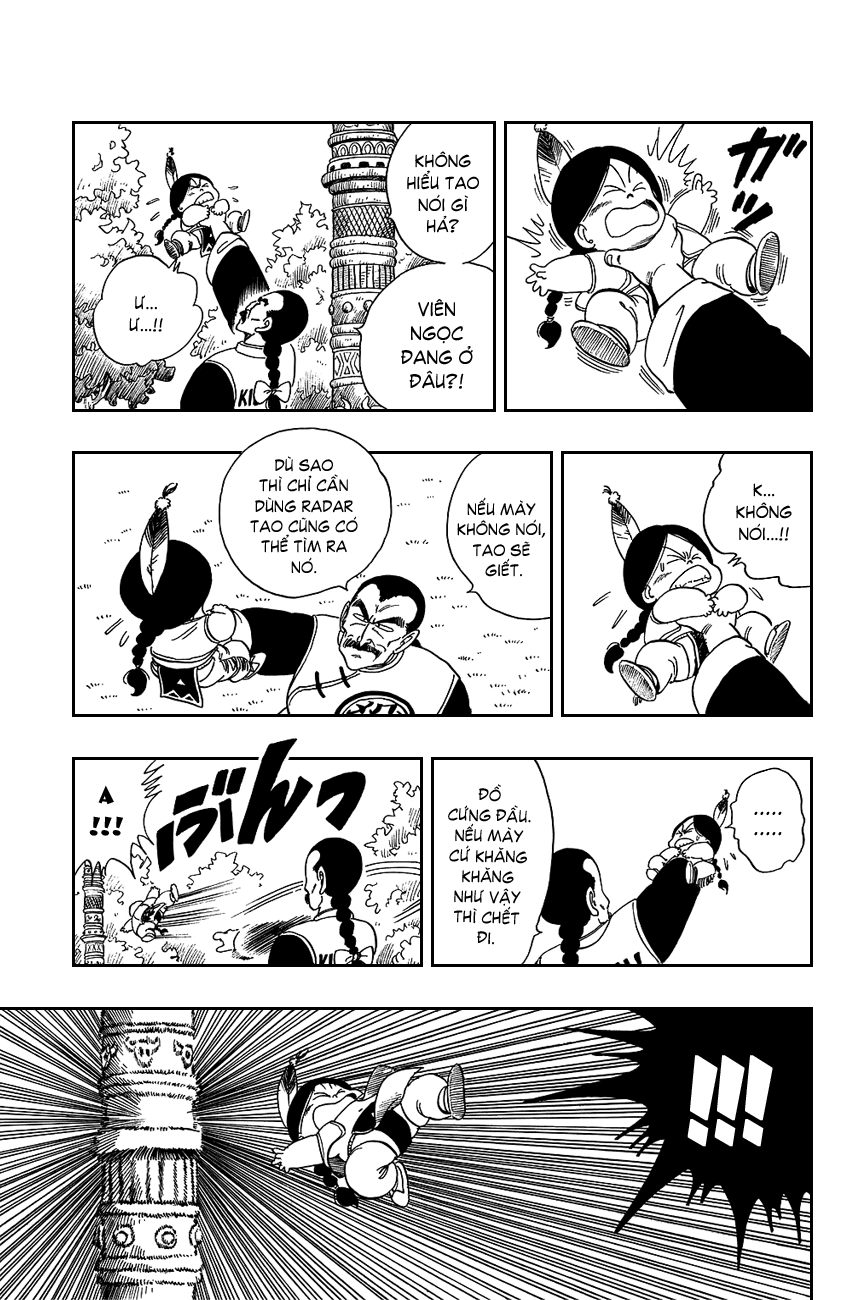 ガッ
KHÔNG
HIỂU TAO
NÓI GÌ
HẢ?
VIÊN
NGỌC
ĐANG Ở
ĐÂU?!
Ư...
Ư...!!
KI
K...
KHÔNG
NÓI...!!
NẾU MÀY
KHÔNG NÓI,
TAO SẼ
GIẾT.
DÙ SAO
THÌ CHỈ CẦN
DÙNG RADAR
TAO CŨNG CÓ
THỂ TÌM RA
NÓ.
.....
.....
ĐỒ
CỨNG ĐẦU.
NẾU MÀY
CỨ KHĂNG
KHĂNG
NHƯ VẬY
THÌ CHẾT
ĐI.
ぶんっ
KI
A
!!!
!!!